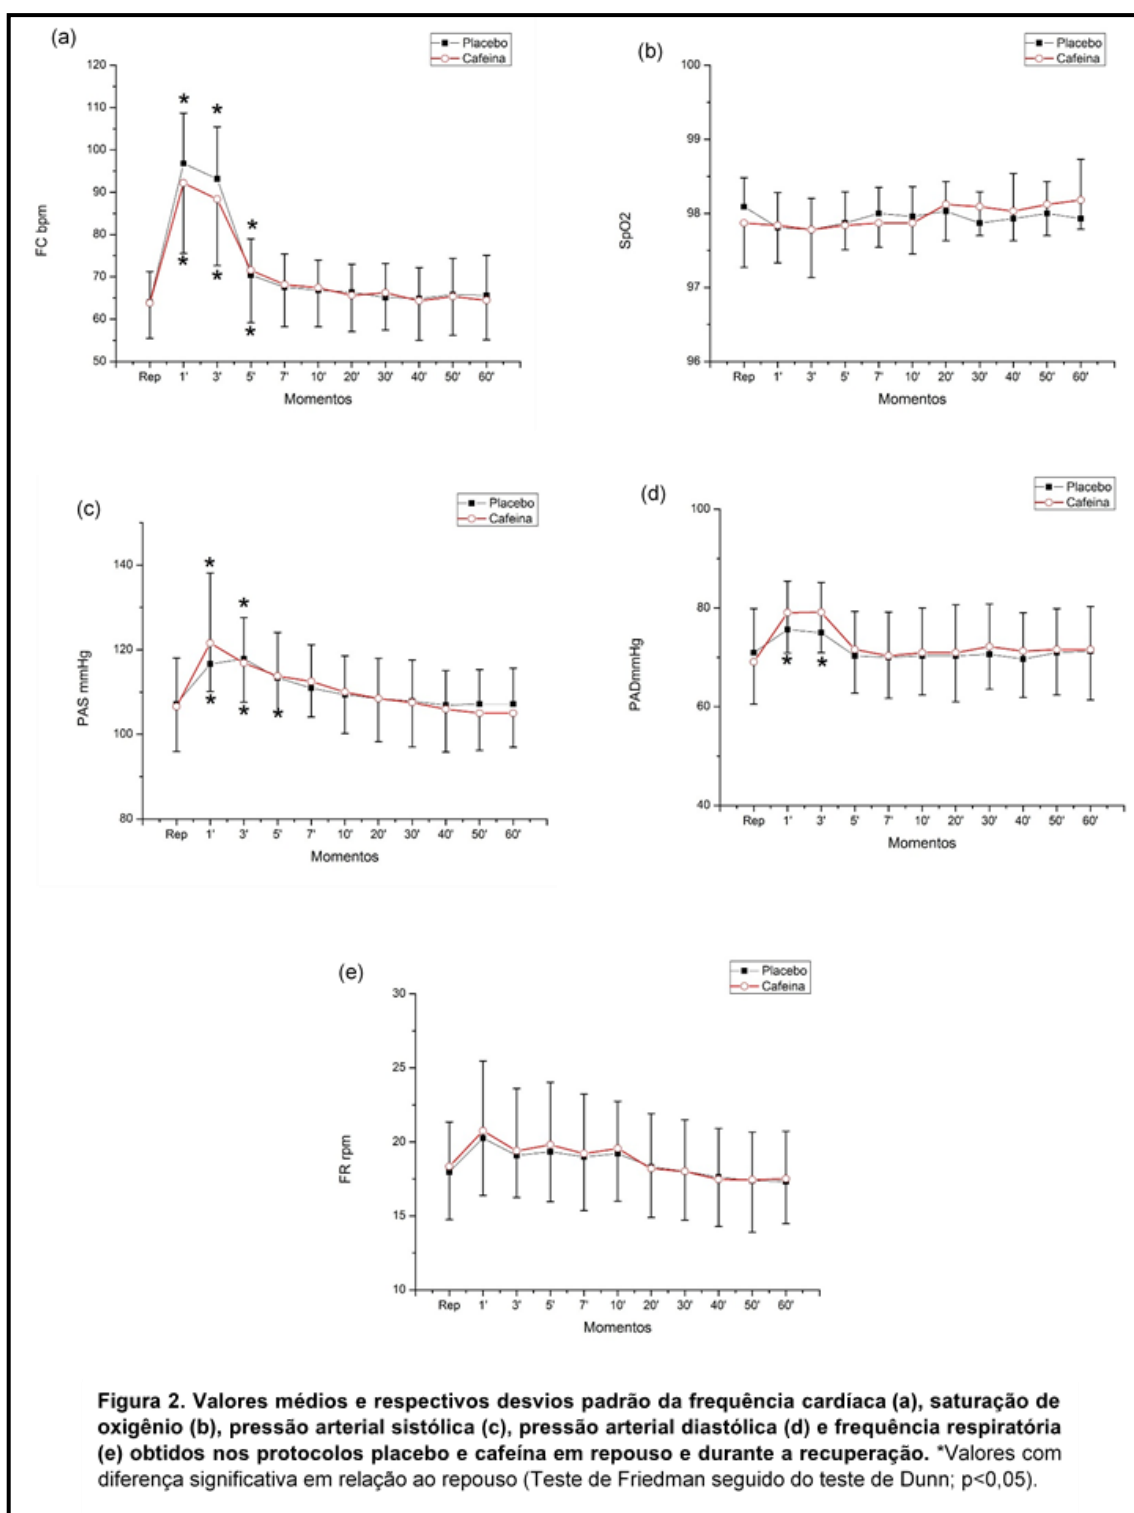 (a)
Placebo
Cafeina
120
110
100
90
80
70
60
50
FC bpm
* *
*
* *
*
Rep 1' 3' 5' 7' 10' 20' 30' 40' 50' 60'
Momentos
(b)
Placebo
Cafeina
100
99
98
97
96
SpO2
Rep 1' 3' 5' 7' 10' 20' 30' 40' 50' 60'
Momentos
(c)
Placebo
Cafeina
140
120
100
80
PAS mmHg
* *
* * *
Rep 1' 3' 5' 7' 10' 20' 30' 40' 50' 60'
Momentos
(d)
Placebo
Cafeina
100
80
60
40
PADmmHg
* *
Rep 1' 3' 5' 7' 10' 20' 30' 40' 50' 60'
Momentos
(e)
Placebo
Cafeina
30
25
20
15
10
FR rpm
Rep 1' 3' 5' 7' 10' 20' 30' 40' 50' 60'
Momentos
Figura 2. Valores médios e respectivos desvios padrão da frequência cardíaca (a), saturação de
oxigênio (b), pressão arterial sistólica (c), pressão arterial diastólica (d) e frequência respiratória
(e) obtidos nos protocolos placebo e cafeína em repouso e durante a recuperação. *Valores com
diferença significativa em relação ao repouso (Teste de Friedman seguido do teste de Dunn; p<0,05).